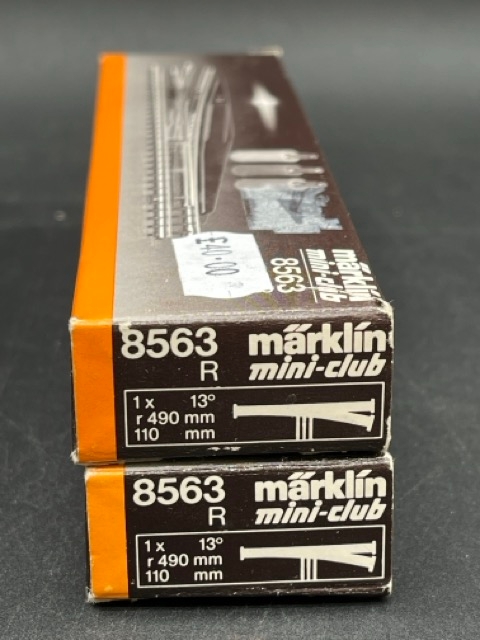 £40.00
märklin
mini-club
8563
8563
R
märklin
mini-club
1 x 13°
r 490 mm
110 mm
8563
R
märklin
mini-club
1 x 13°
r 490 mm
110 mm